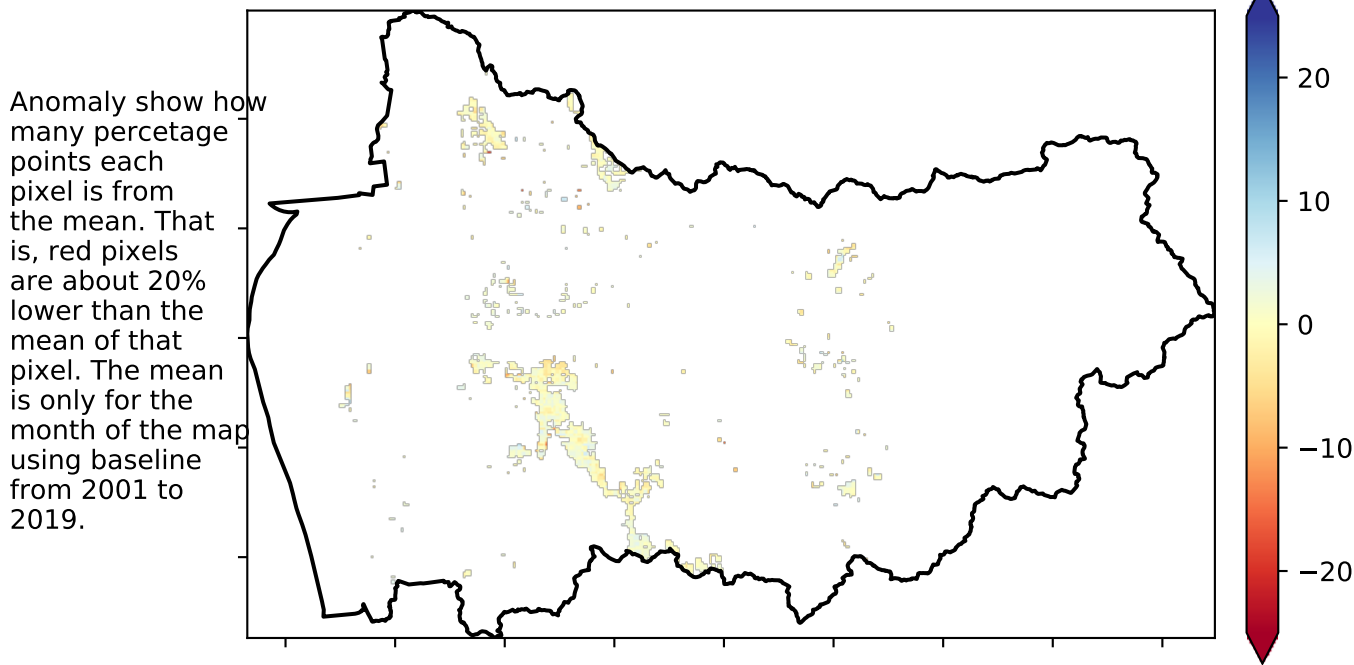 Anomaly show how
many percetage
points each
pixel is from
the mean. That
is, red pixels
are about 20%
lower than the
mean of that
pixel. The mean
is only for the
month of the map
using baseline
from 2001 to
2019.
20
10
0
−10
−20